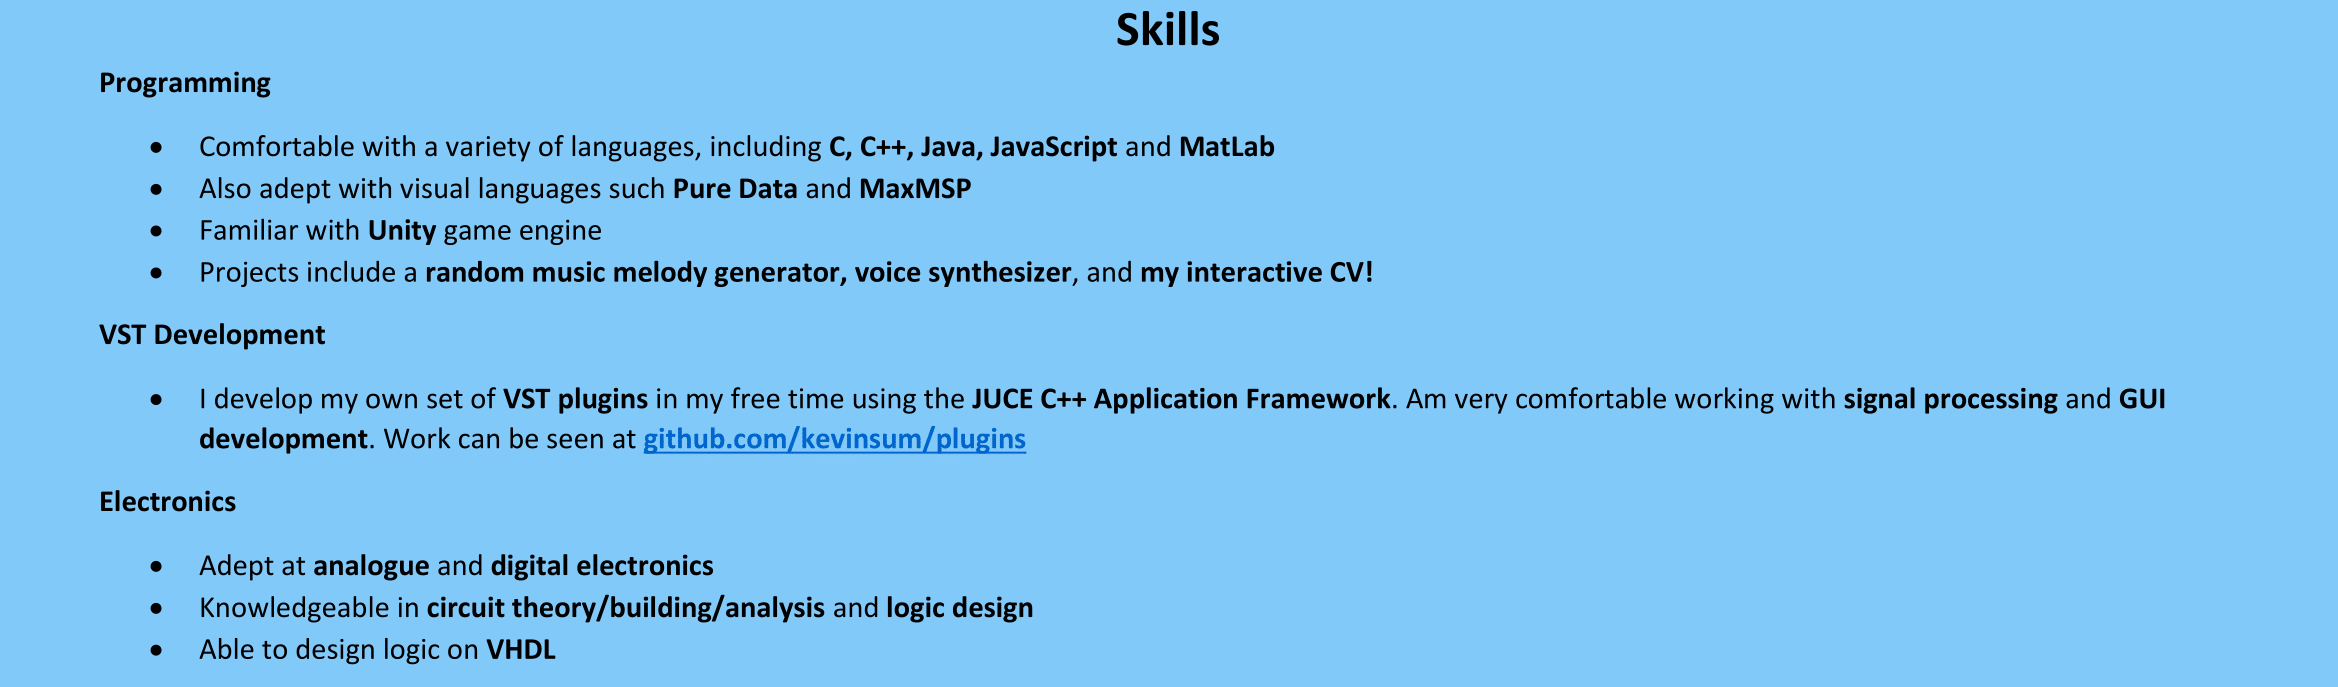 Skills
Programming
• Comfortable with a variety of languages, including C, C++, Java, JavaScript and MatLab
• Also adept with visual languages such Pure Data and MaxMSP
• Familiar with Unity game engine
• Projects include a random music melody generator, voice synthesizer, and my interactive CV!
VST Development
• I develop my own set of VST plugins in my free time using the JUCE C++ Application Framework. Am very comfortable working with signal processing and GUI
development. Work can be seen at github.com/kevinsum/plugins
Electronics
• Adept at analogue and digital electronics
• Knowledgeable in circuit theory/building/analysis and logic design
• Able to design logic on VHDL